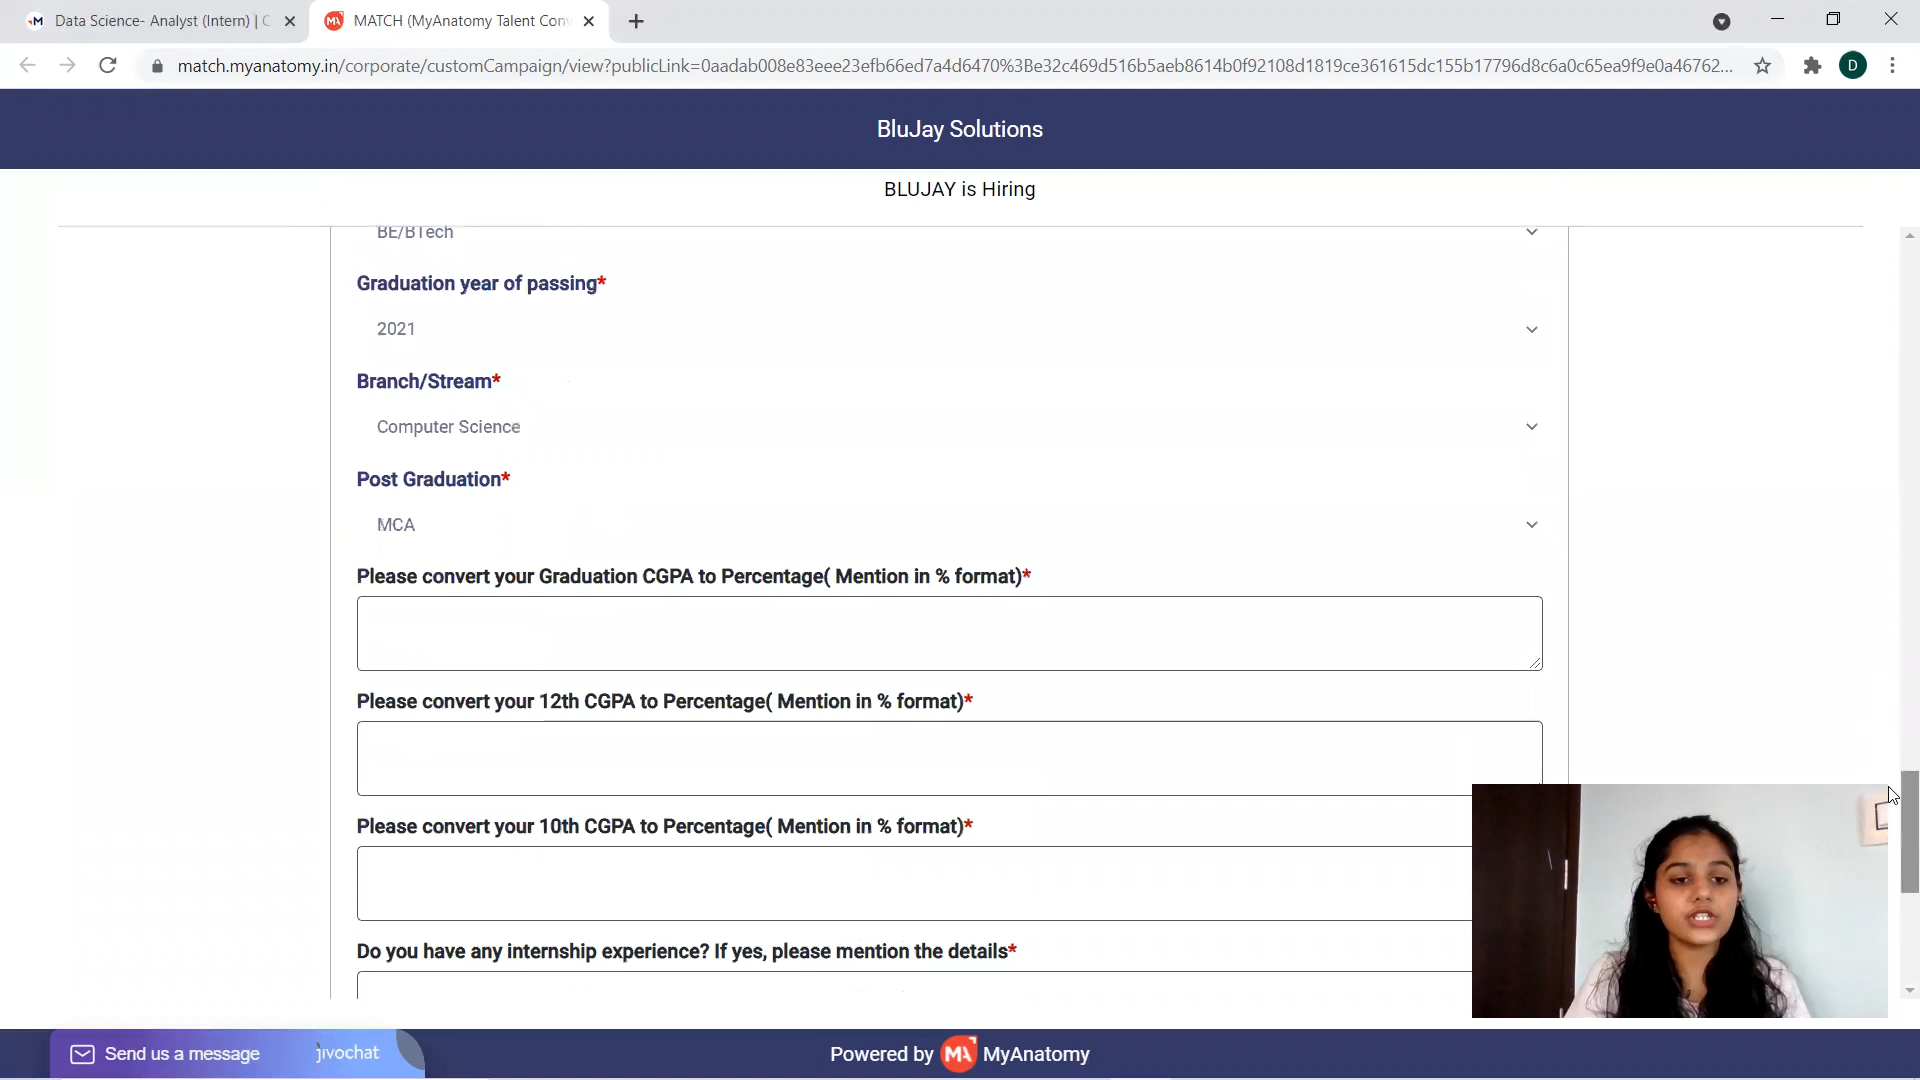 Data Science- Analyst (Intern) | C
MATCH (MyAnatomy Talent Con
match.myanatomy.in/corporate/customCampaign/view?publicLink=0aadab008e83eee23efb66ed7a4d6470%3Be32c469d516b5aeb8614b0f92108d1819ce361615dc155b17796d8c6a0c65ea9f9e0a46762...
D
BluJay Solutions
BLUJAY is Hiring
BE/BTech
Graduation year of passing*
2021
Branch/Stream*
Computer Science
Post Graduation*
MCA
Please convert your Graduation CGPA to Percentage( Mention in % format)*
Please convert your 12th CGPA to Percentage( Mention in % format)*
Please convert your 10th CGPA to Percentage( Mention in % format)*
Do you have any internship experience? If yes, please mention the details*
Send us a message
jivochat
Powered by MA MyAnatomy